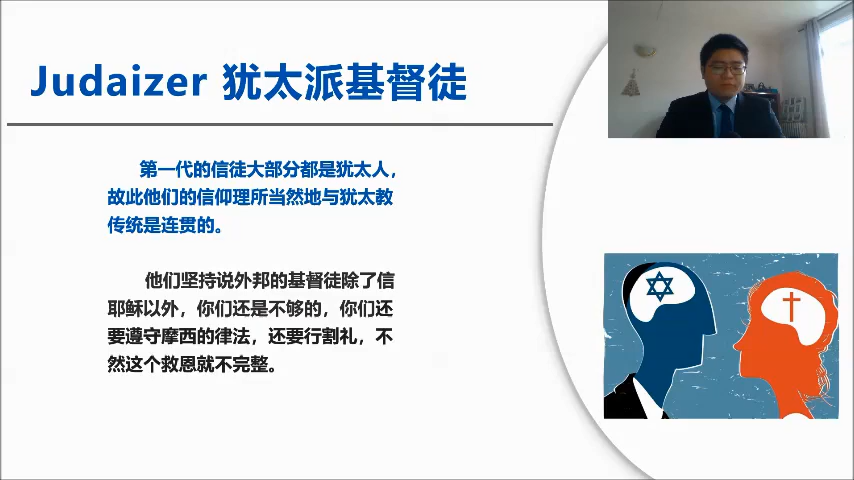 Judaizer 犹太派基督徒
第一代的信徒大部分都是犹太人，
故此他们的信仰理所当然地与犹太教
传统是连贯的。
他们坚持说外邦的基督徒除了信
耶稣以外，你们还是不够的，你们还
要遵守摩西的律法，还要行割礼，不
然这个救恩就不完整。